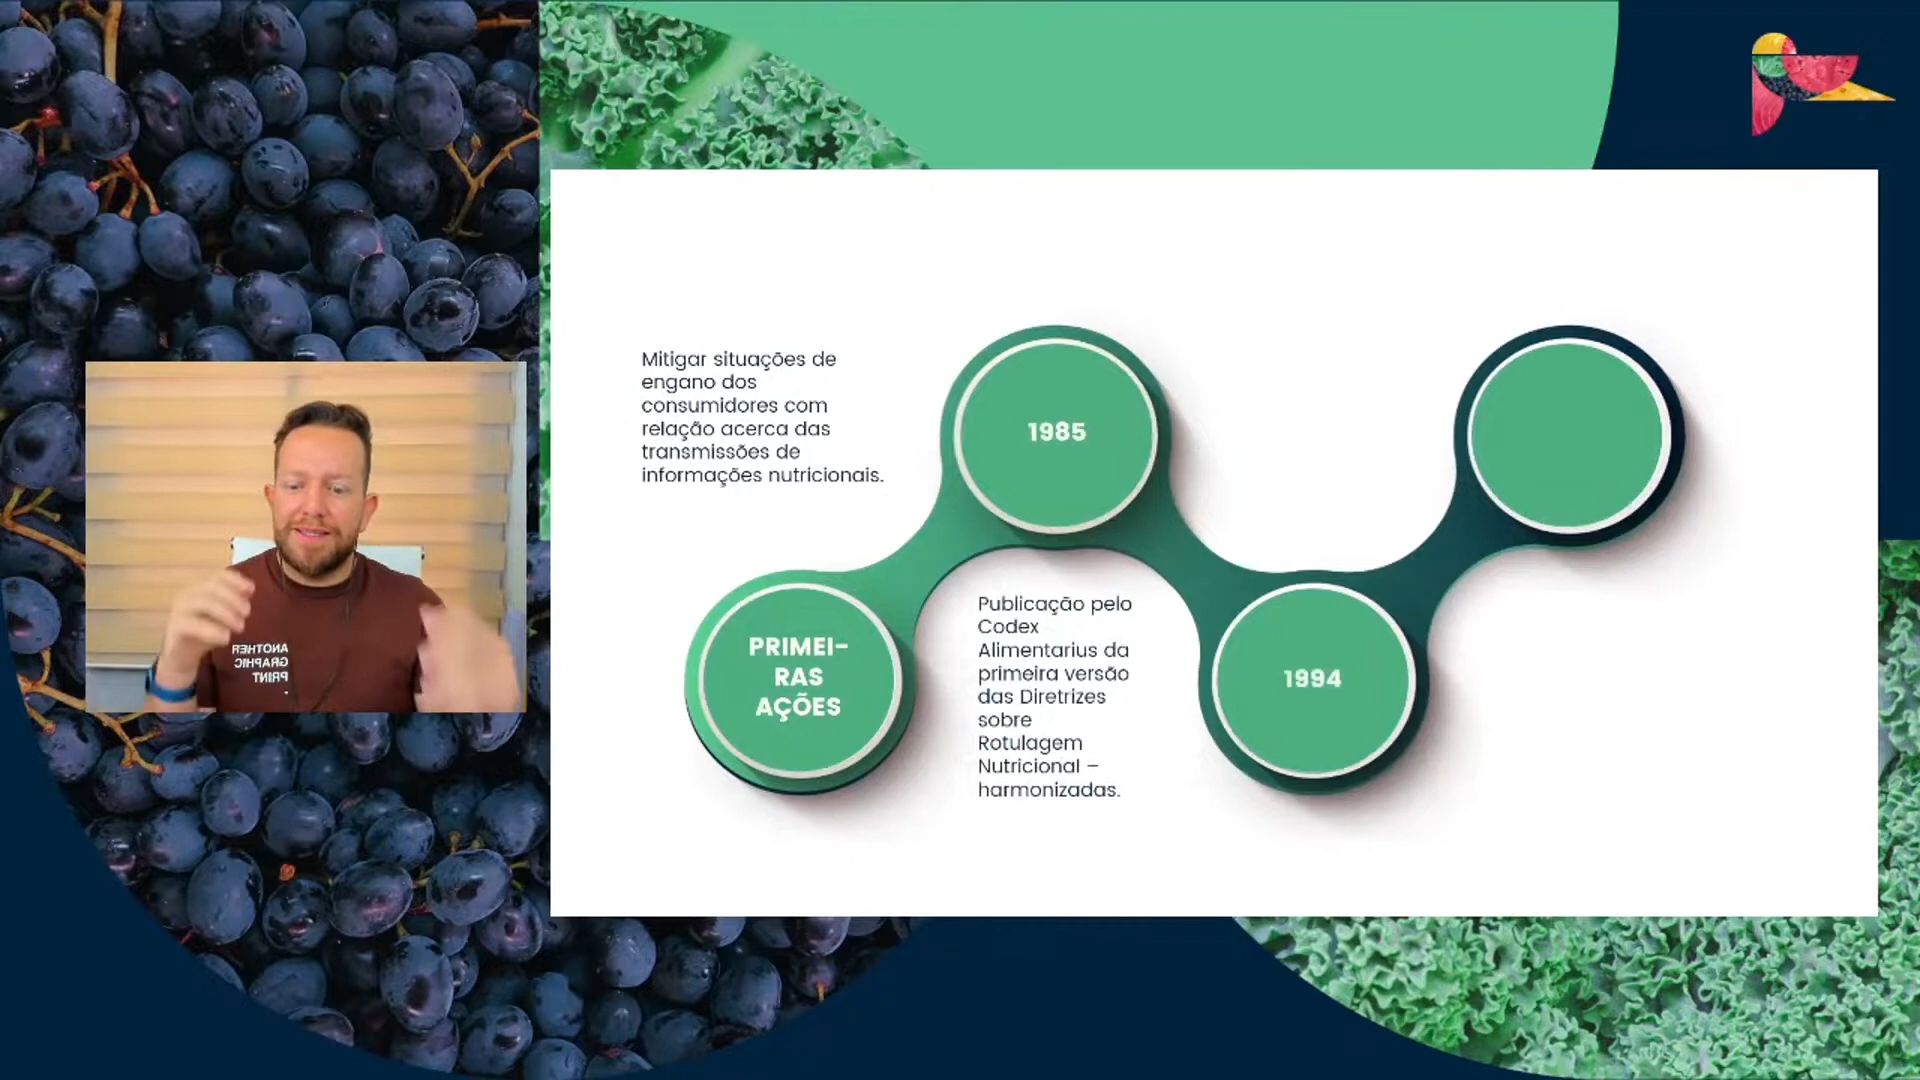 Mitigar situações de
engano dos
consumidores com
relação acerca das
transmissões de
informações nutricionais.
1985
PRIMEI-
RAS
AÇÕES
Publicação pelo
Codex
Alimentarius da
primeira versão
das Diretrizes
sobre
Rotulagem
Nutricional –
harmonizadas.
1994
ANOTHER
GRAPHIC
PRINT